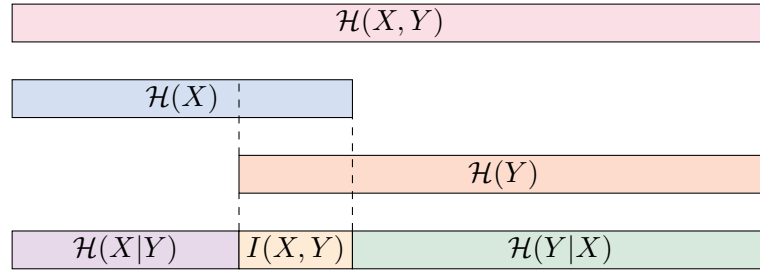 ℋ(X, Y)
ℋ(X)
ℋ(Y)
ℋ(X|Y) I(X, Y) ℋ(Y|X)